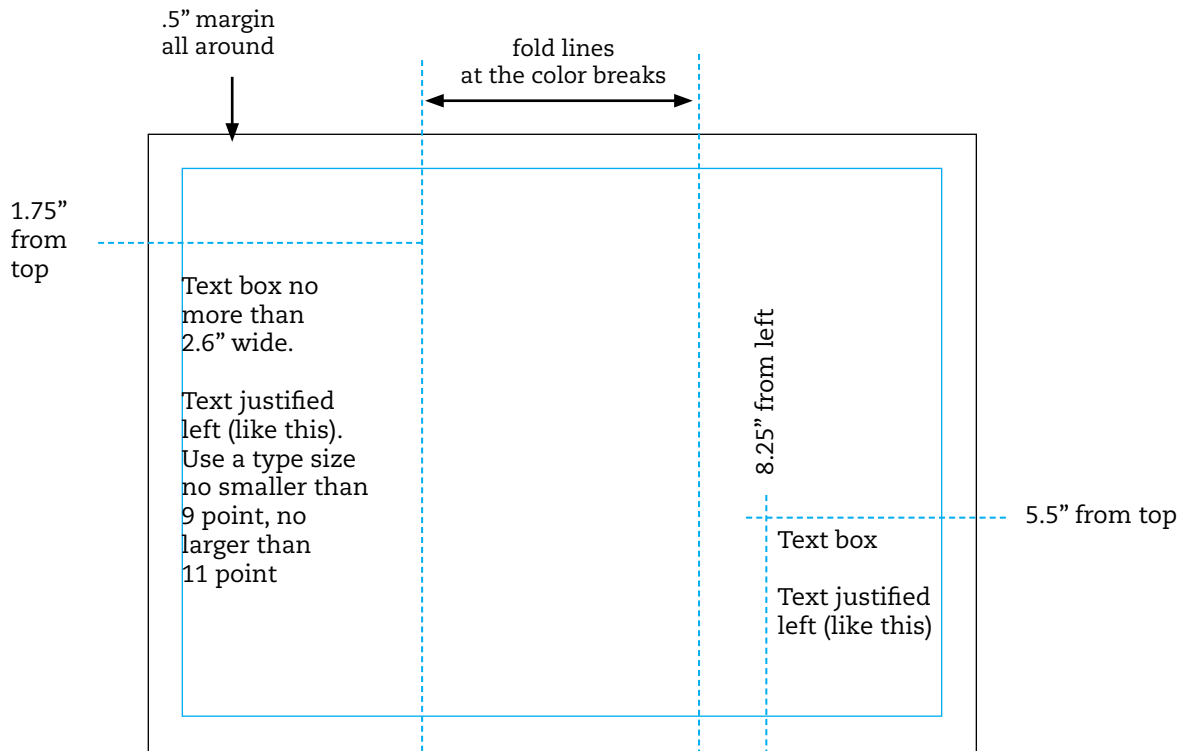 .5” margin
all around
fold lines
at the color breaks
1.75”
from
top
Text box no
more than
2.6” wide.
Text justified
left (like this).
Use a type size
no smaller than
9 point, no
larger than
11 point
8.25” from left
5.5” from top
Text box
Text justified
left (like this)